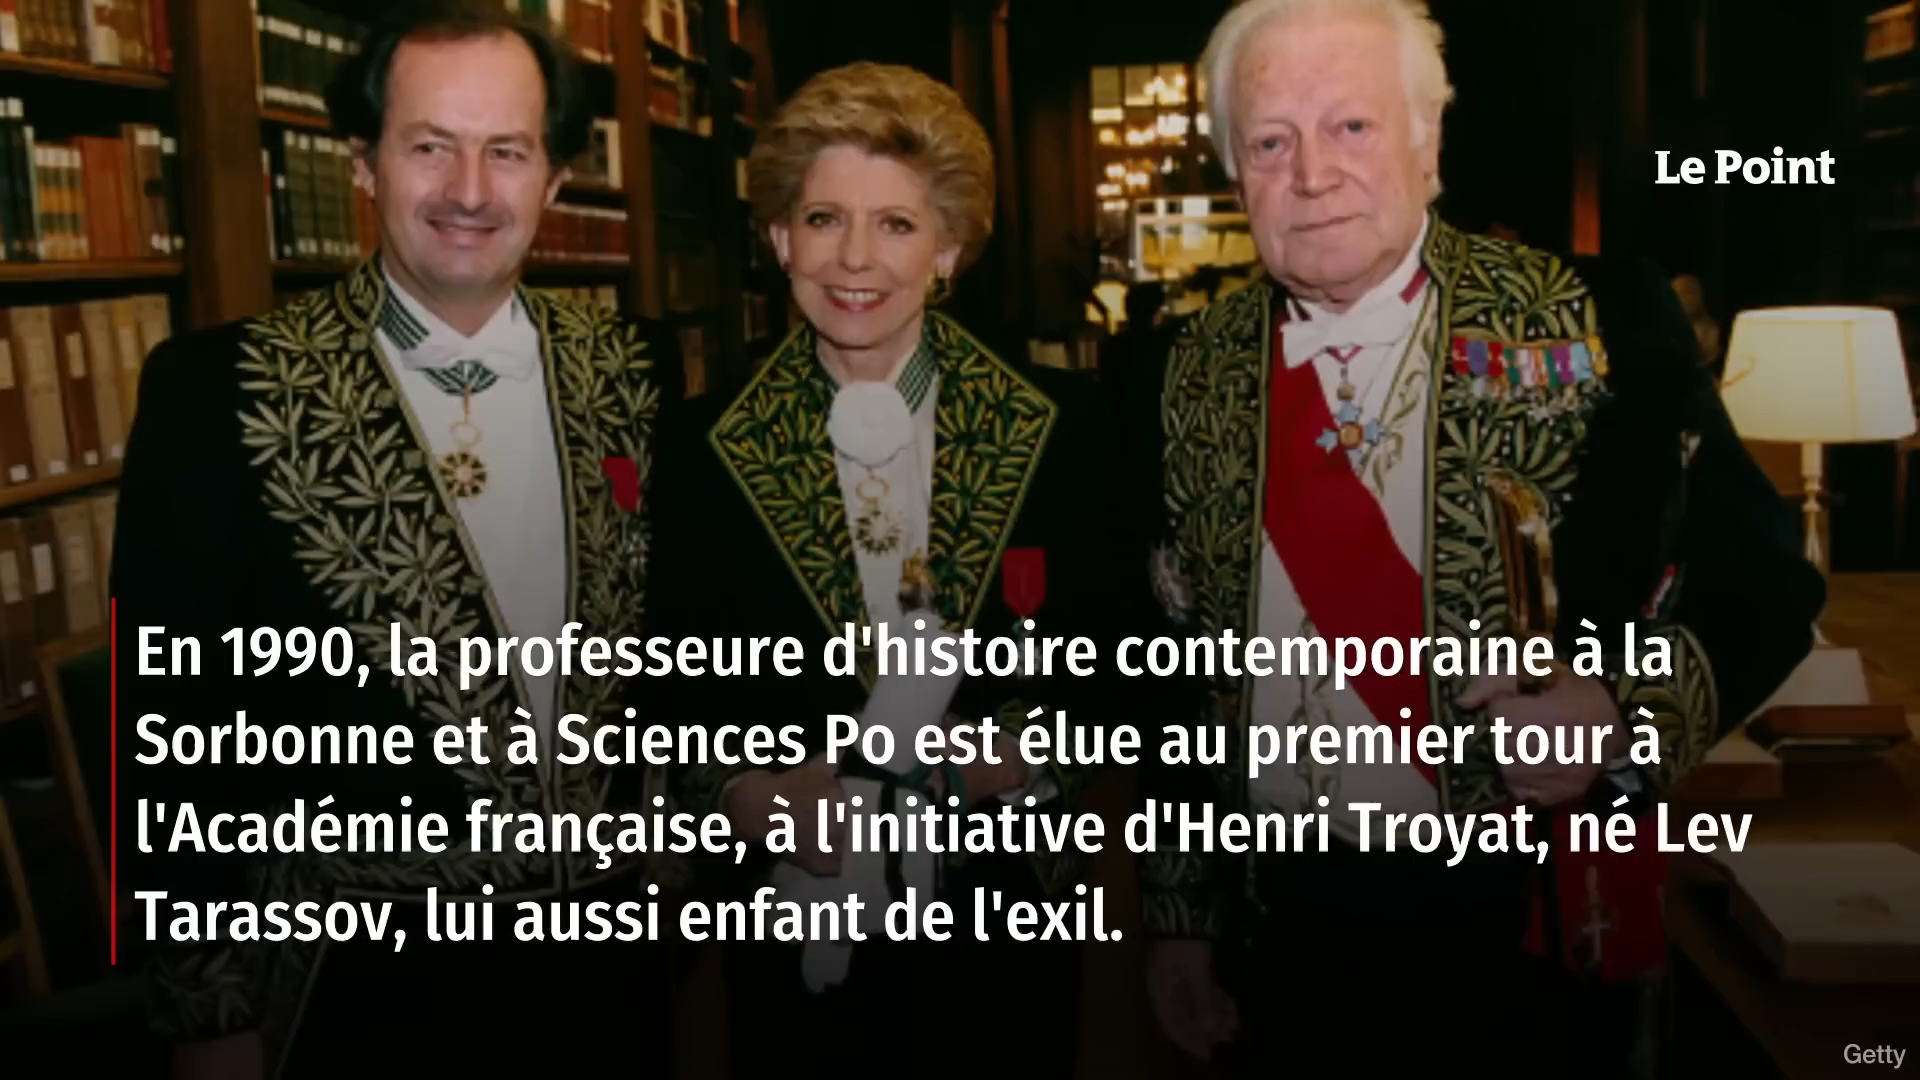 Le Point
En 1990, la professeure d'histoire contemporaine à la
Sorbonne et à Sciences Po est élue au premier tour à
l'Académie française, à l'initiative d'Henri Troyat, né Lev
Tarassov, lui aussi enfant de l'exil.
Getty